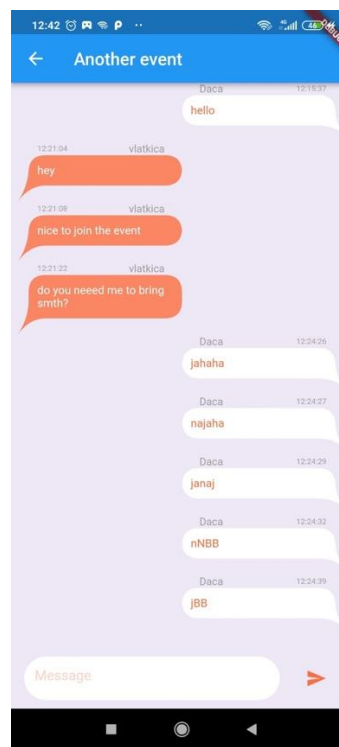 12:42
4G 46
Another event
Daca 12:15:37
hello
12:21:04 vlatkica
hey
12:21:08 vlatkica
nice to join the event
12:21:22 vlatkica
do you neeed me to bring
smth?
Daca 12:24:26
jahaha
Daca 12:24:27
najaha
Daca 12:24:29
janaj
Daca 12:24:32
nNBB
Daca 12:24:39
jBB
Message